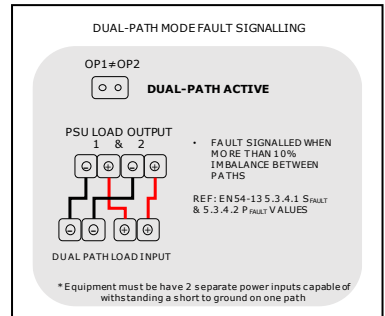 DUAL-PATH MODE FAULT SIGNALLING
OP1≠OP2
DUAL-PATH ACTIVE
PSU LOAD OUTPUT
1 & 2
⊖ ⊕ ⊖ ⊕
⊖ ⊖ ⊕ ⊕
DUAL PATH LOAD INPUT
• FAULT SIGNALLED WHEN
MORE THAN 10%
IMBALANCE BETWEEN
PATHS
REF: EN54-13 5.3.4.1 SFAULT
& 5.3.4.2 PFAULT VALUES
*Equipment must be have 2 separate power inputs capable of
withstanding a short to ground on one path